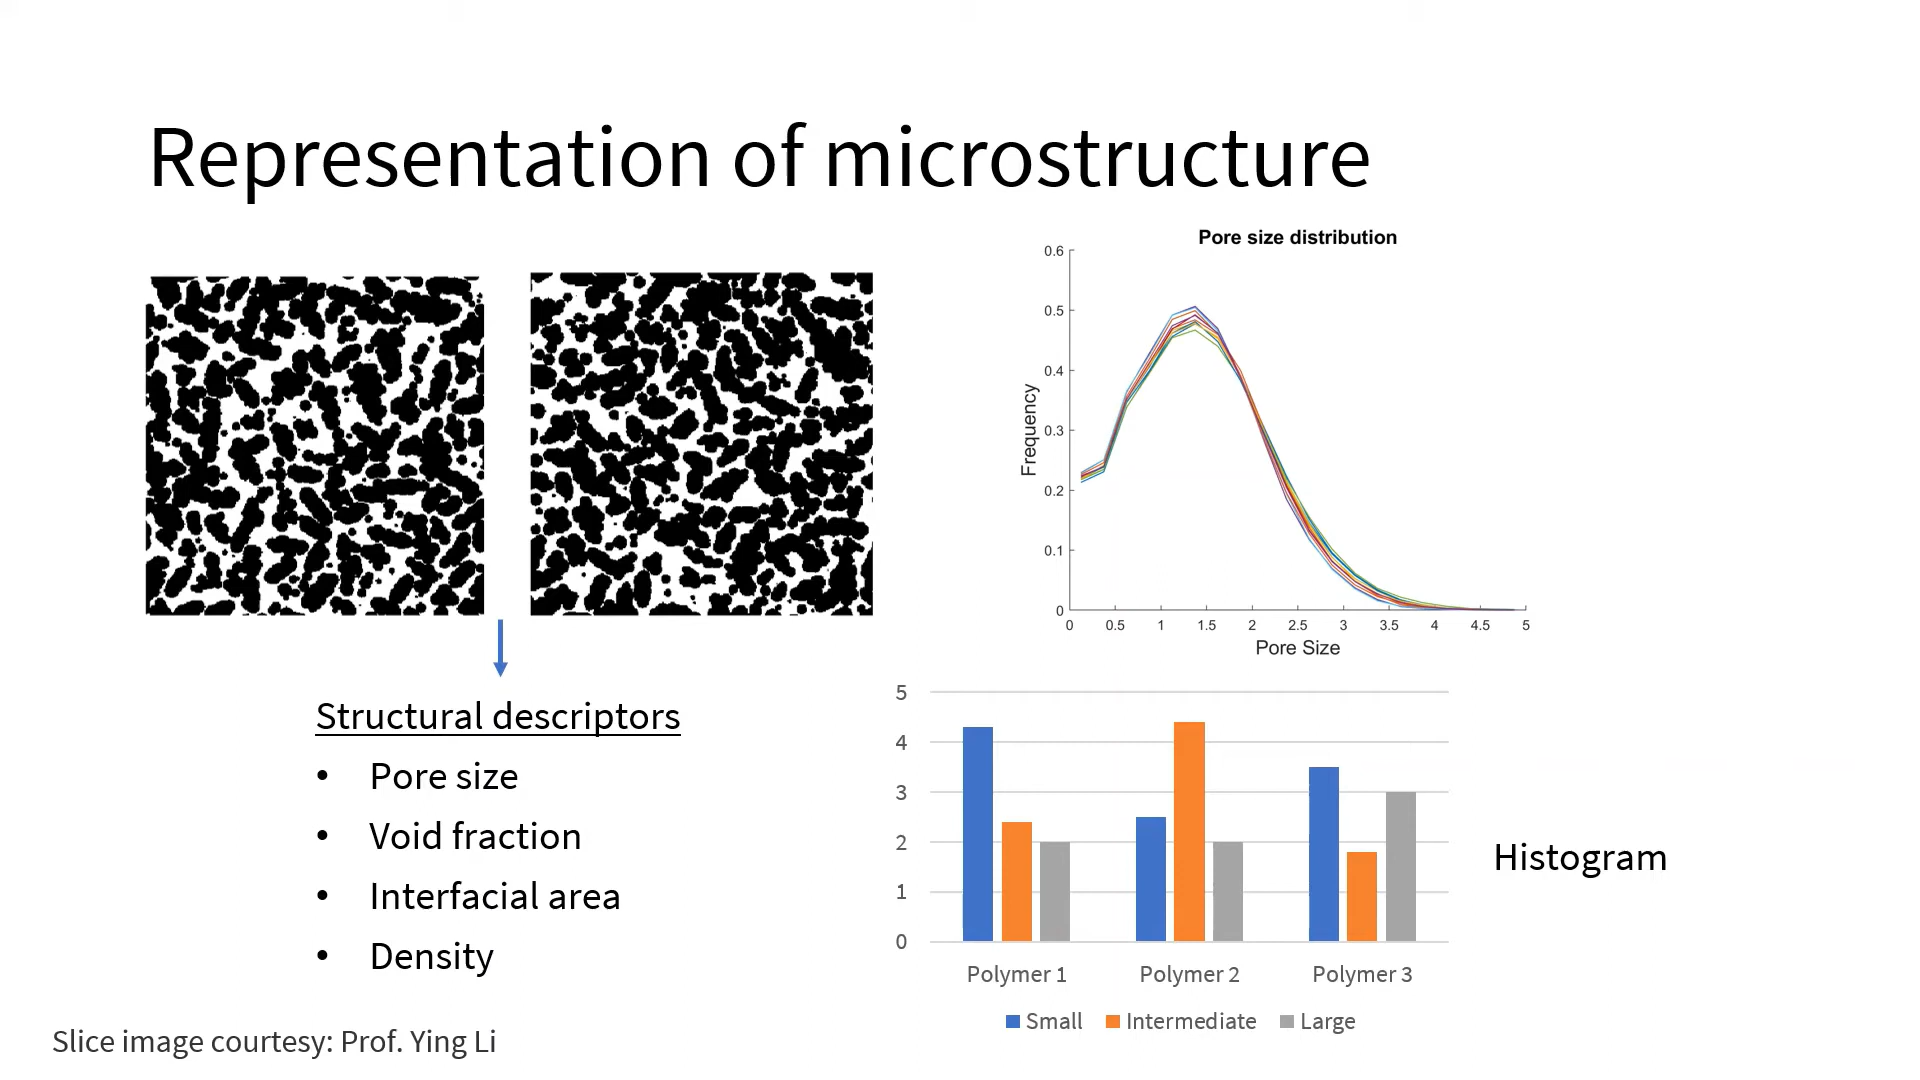 Representation of microstructure
Pore size distribution
0.6
0.5
0.4
0.3
0.2
0.1
0
Frequency
0 0.5 1 1.5 2 2.5 3 3.5 4 4.5 5
Pore Size
Structural descriptors
• Pore size
• Void fraction
• Interfacial area
• Density
5
4
3
2
1
0
Polymer 1 Polymer 2 Polymer 3
Small Intermediate Large
Histogram
Slice image courtesy: Prof. Ying Li